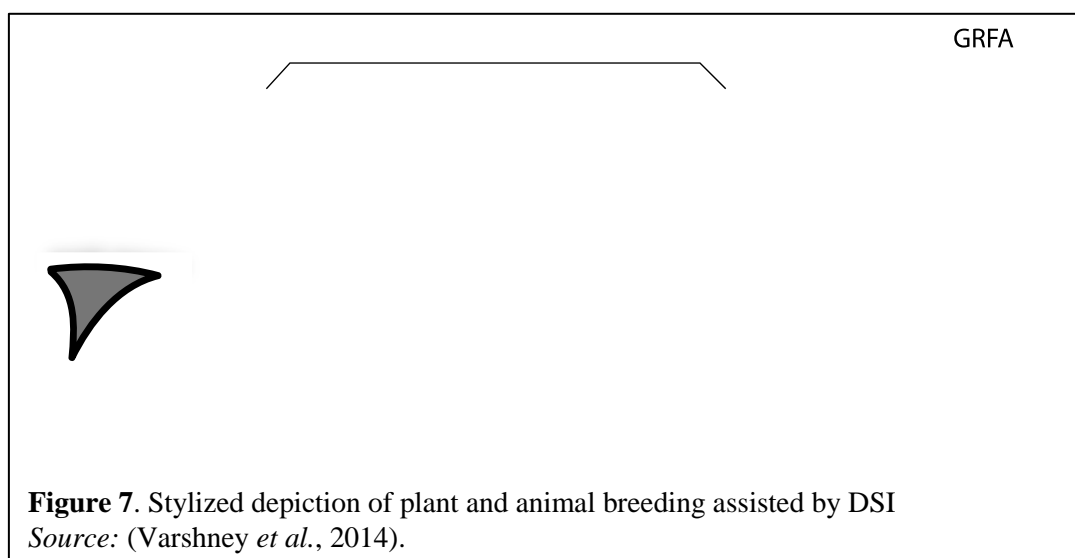 GRFA
Figure 7. Stylized depiction of plant and animal breeding assisted by DSI
Source: (Varshney et al., 2014).